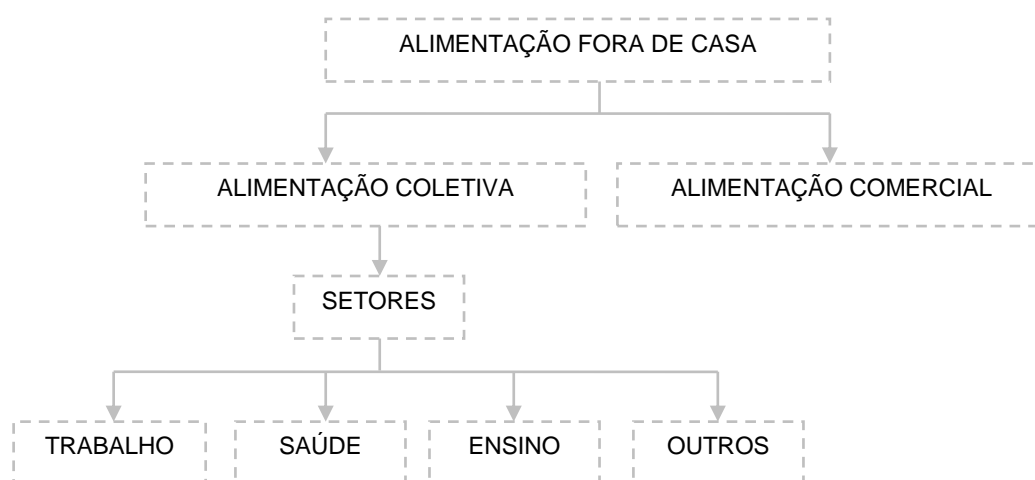 ALIMENTAÇÃO FORA DE CASA
ALIMENTAÇÃO COLETIVA
ALIMENTAÇÃO COMERCIAL
SETORES
TRABALHO
SAÚDE
ENSINO
OUTROS